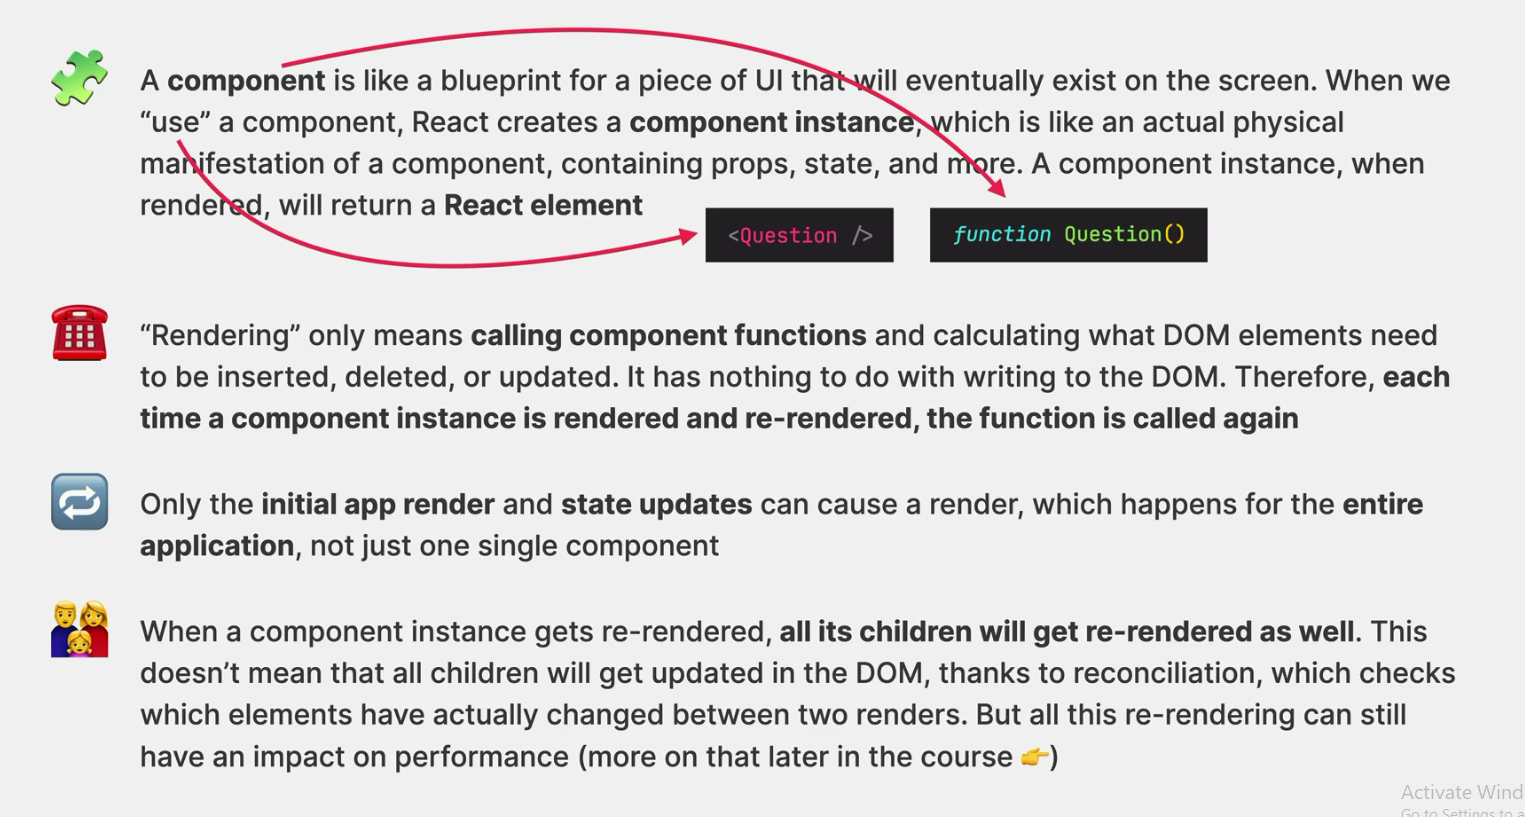 A component is like a blueprint for a piece of UI that will eventually exist on the screen. When we
“use” a component, React creates a component instance, which is like an actual physical
manifestation of a component, containing props, state, and more. A component instance, when
rendered, will return a React element
<Question />
function Question()
“Rendering” only means calling component functions and calculating what DOM elements need
to be inserted, deleted, or updated. It has nothing to do with writing to the DOM. Therefore, each
time a component instance is rendered and re-rendered, the function is called again
Only the initial app render and state updates can cause a render, which happens for the entire
application, not just one single component
When a component instance gets re-rendered, all its children will get re-rendered as well. This
doesn’t mean that all children will get updated in the DOM, thanks to reconciliation, which checks
which elements have actually changed between two renders. But all this re-rendering can still
have an impact on performance (more on that later in the course 👉)
Activate Wind
Go to Settings to a